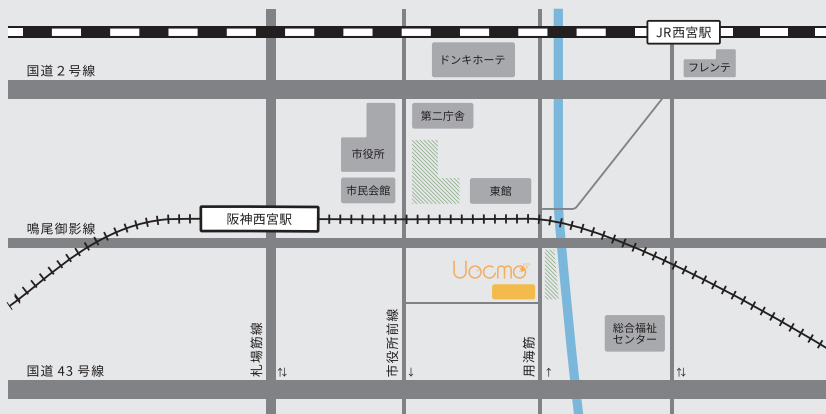 JR西宮駅
ドンキホーテ
フレンテ
国道2号線
第二庁舎
市役所
市民会館
東館
阪神西宮駅
鳴尾御影線
Uocmo
札場筋線
市役所前線
用海筋
総合福祉
センター
国道43号線